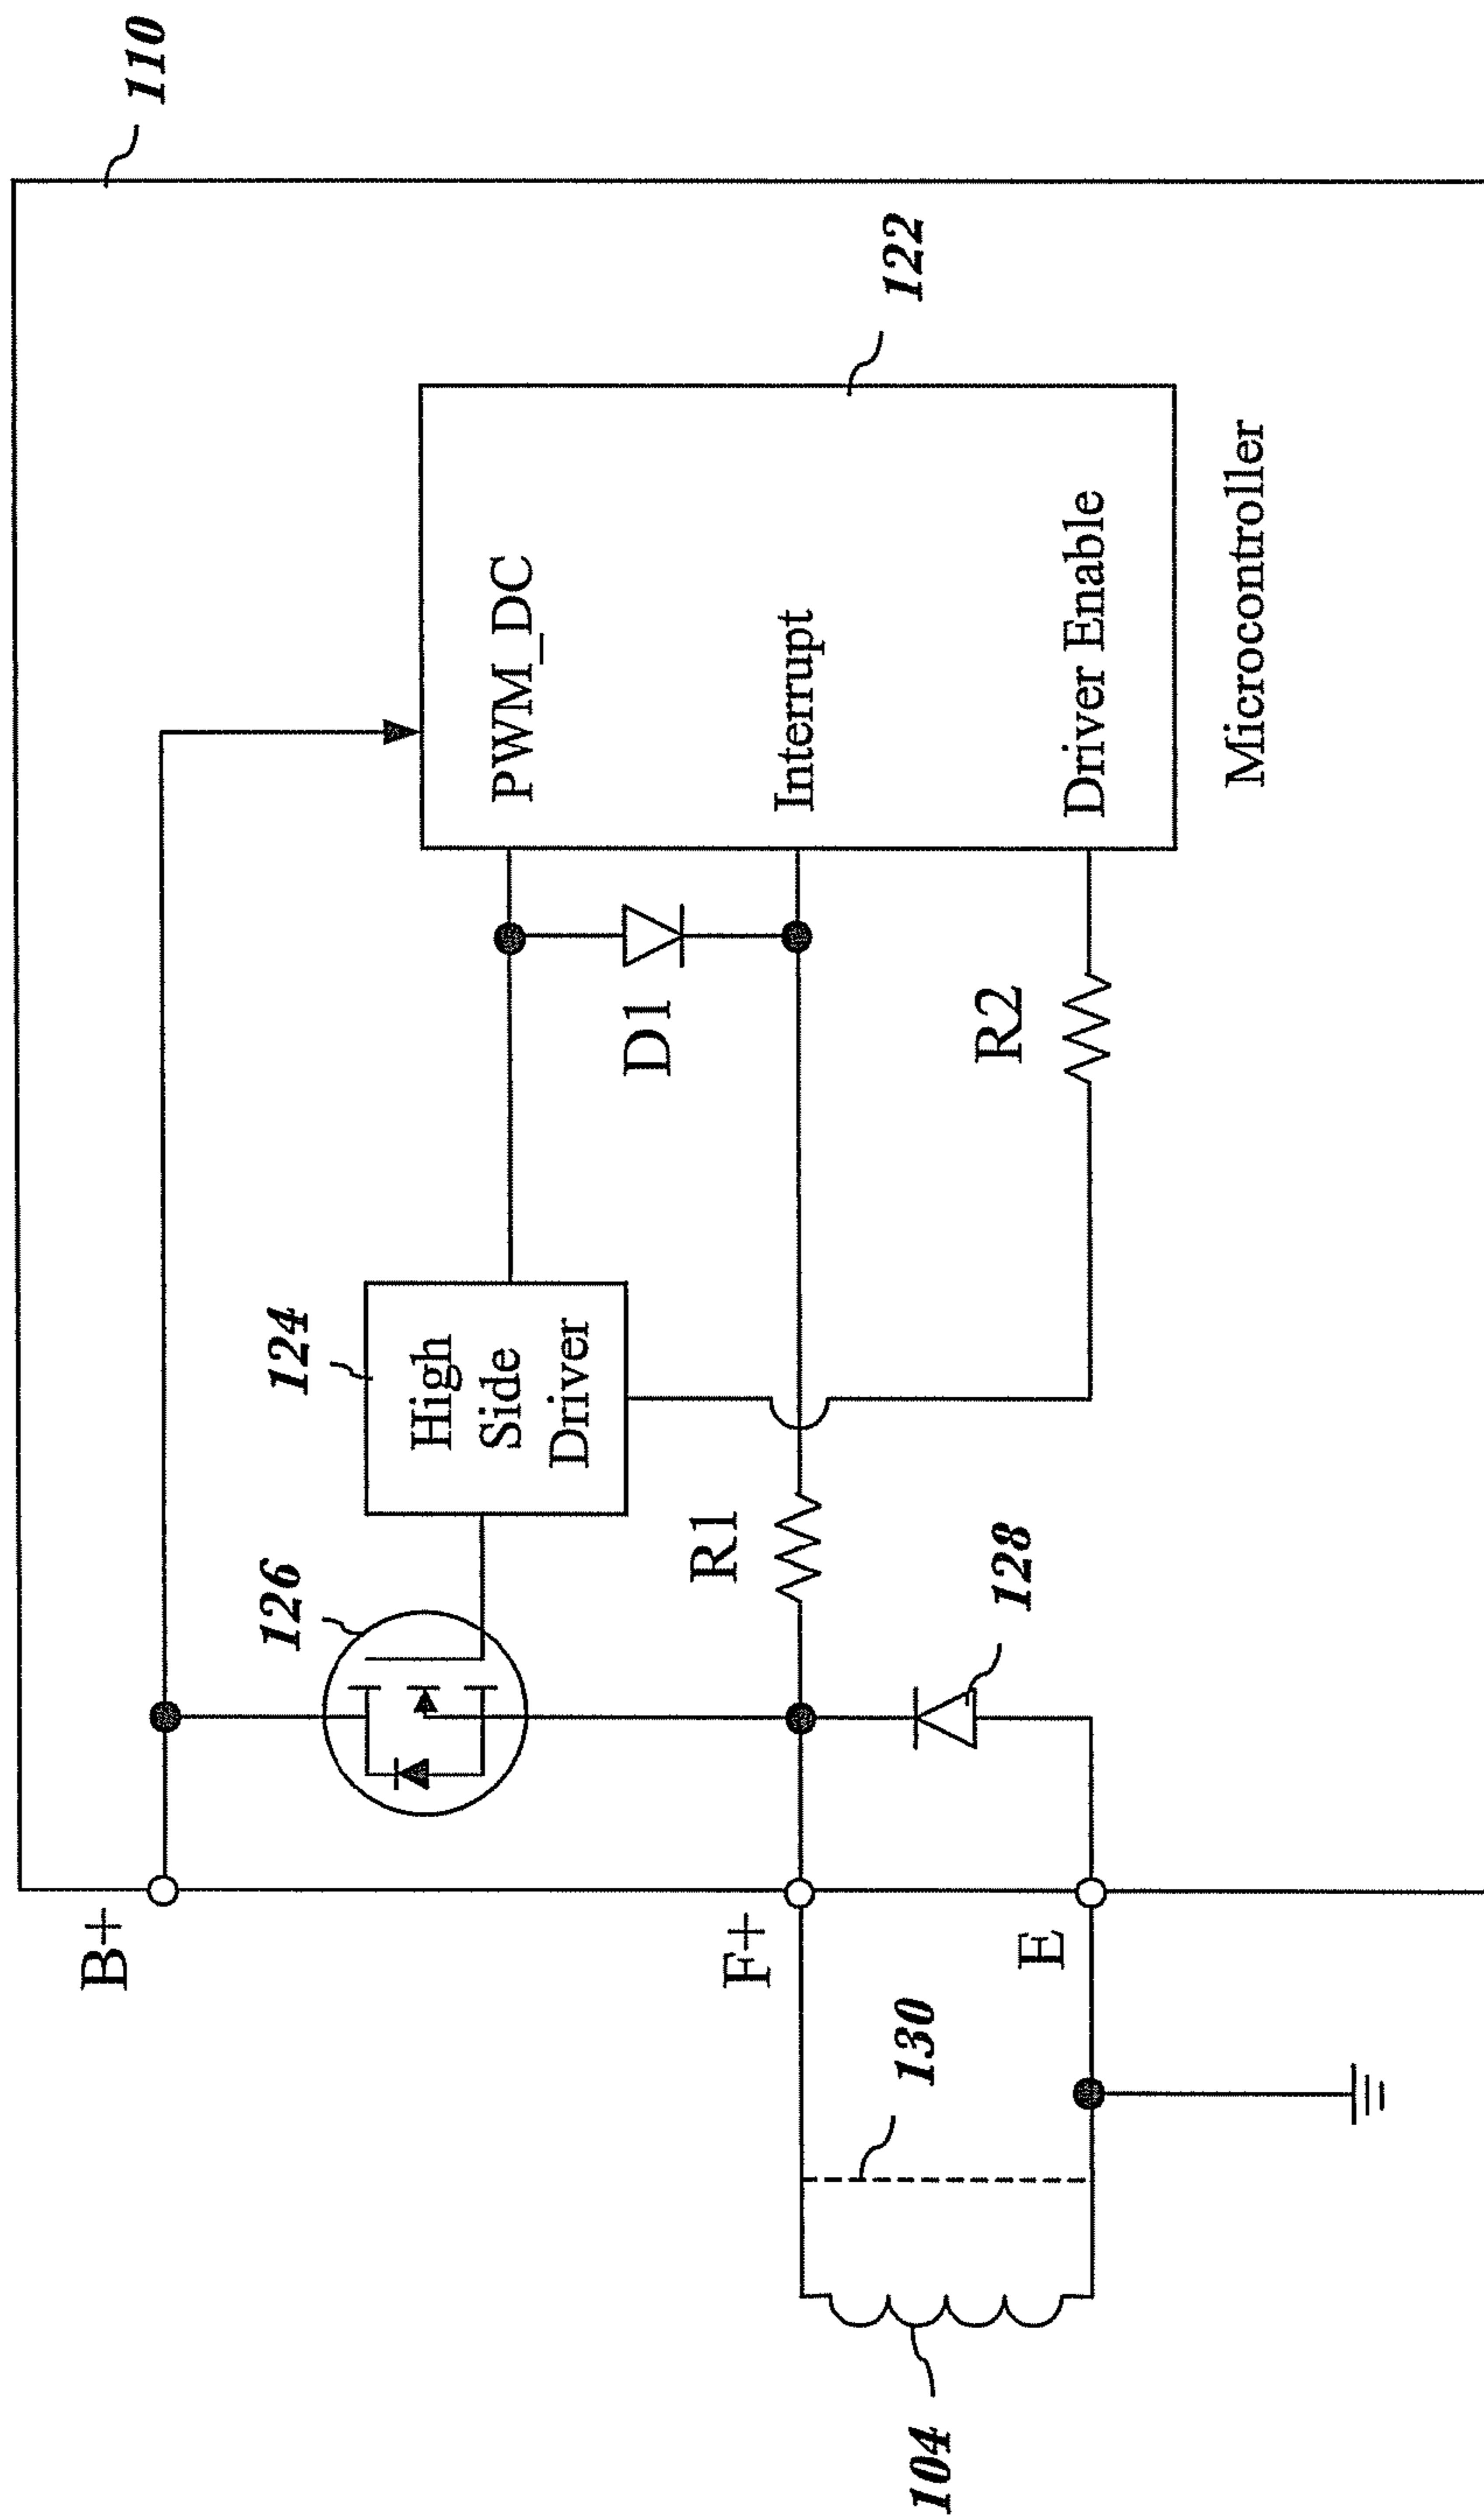 110
B+
126
124
High
Side
Driver
PWM_DC
122
D1
Interrupt
F+
R1
R2
Driver Enable
128
E
130
104
Microcontroller